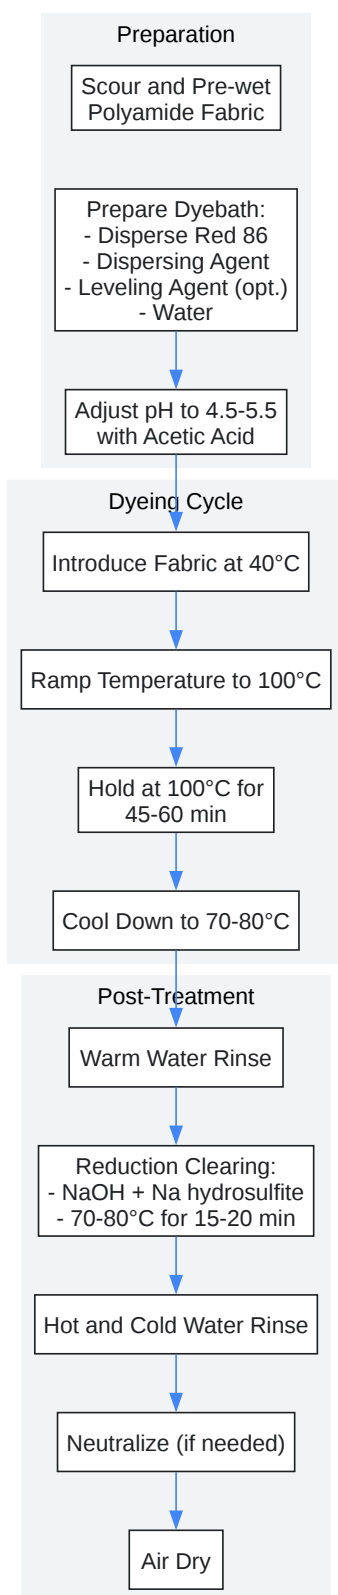 Preparation
Scour and Pre-wet
Polyamide Fabric
Prepare Dyebath:
- Disperse Red 86
- Dispersing Agent
- Leveling Agent (opt.)
- Water
Adjust pH to 4.5-5.5
with Acetic Acid
Dyeing Cycle
Introduce Fabric at 40°C
Ramp Temperature to 100°C
Hold at 100°C for
45-60 min
Cool Down to 70-80°C
Post-Treatment
Warm Water Rinse
Reduction Clearing:
- NaOH + Na hydrosulfite
- 70-80°C for 15-20 min
Hot and Cold Water Rinse
Neutralize (if needed)
Air Dry